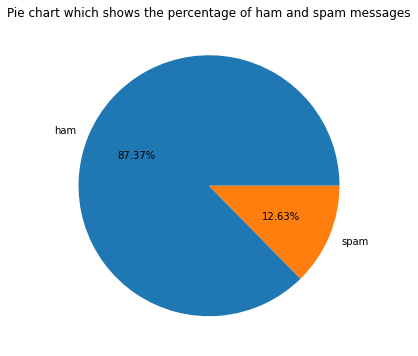 Pie chart which shows the percentage of ham and spam messages
ham
87.37%
12.63%
spam